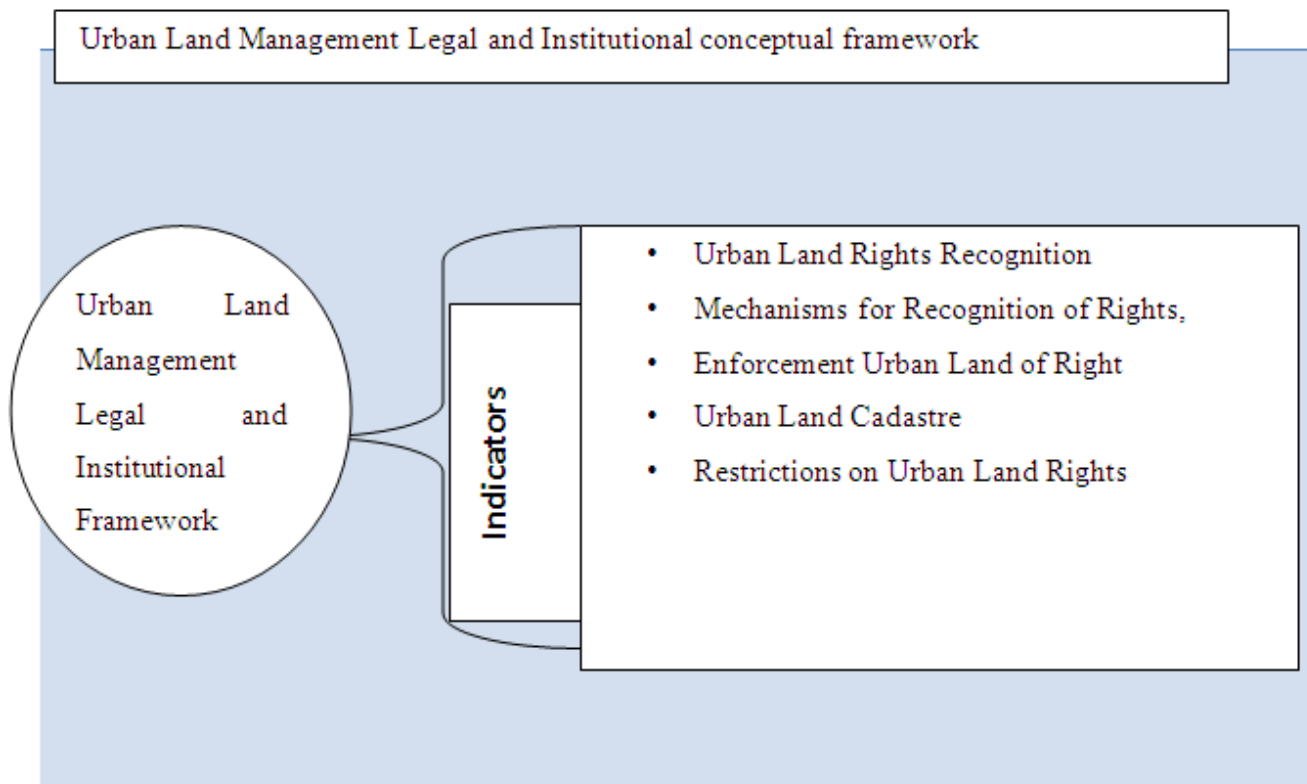 Urban Land Management Legal and Institutional conceptual framework
Urban Land
Management
Legal and
Institutional
Framework
Indicators
• Urban Land Rights Recognition
• Mechanisms for Recognition of Rights,
• Enforcement Urban Land of Right
• Urban Land Cadastre
• Restrictions on Urban Land Rights